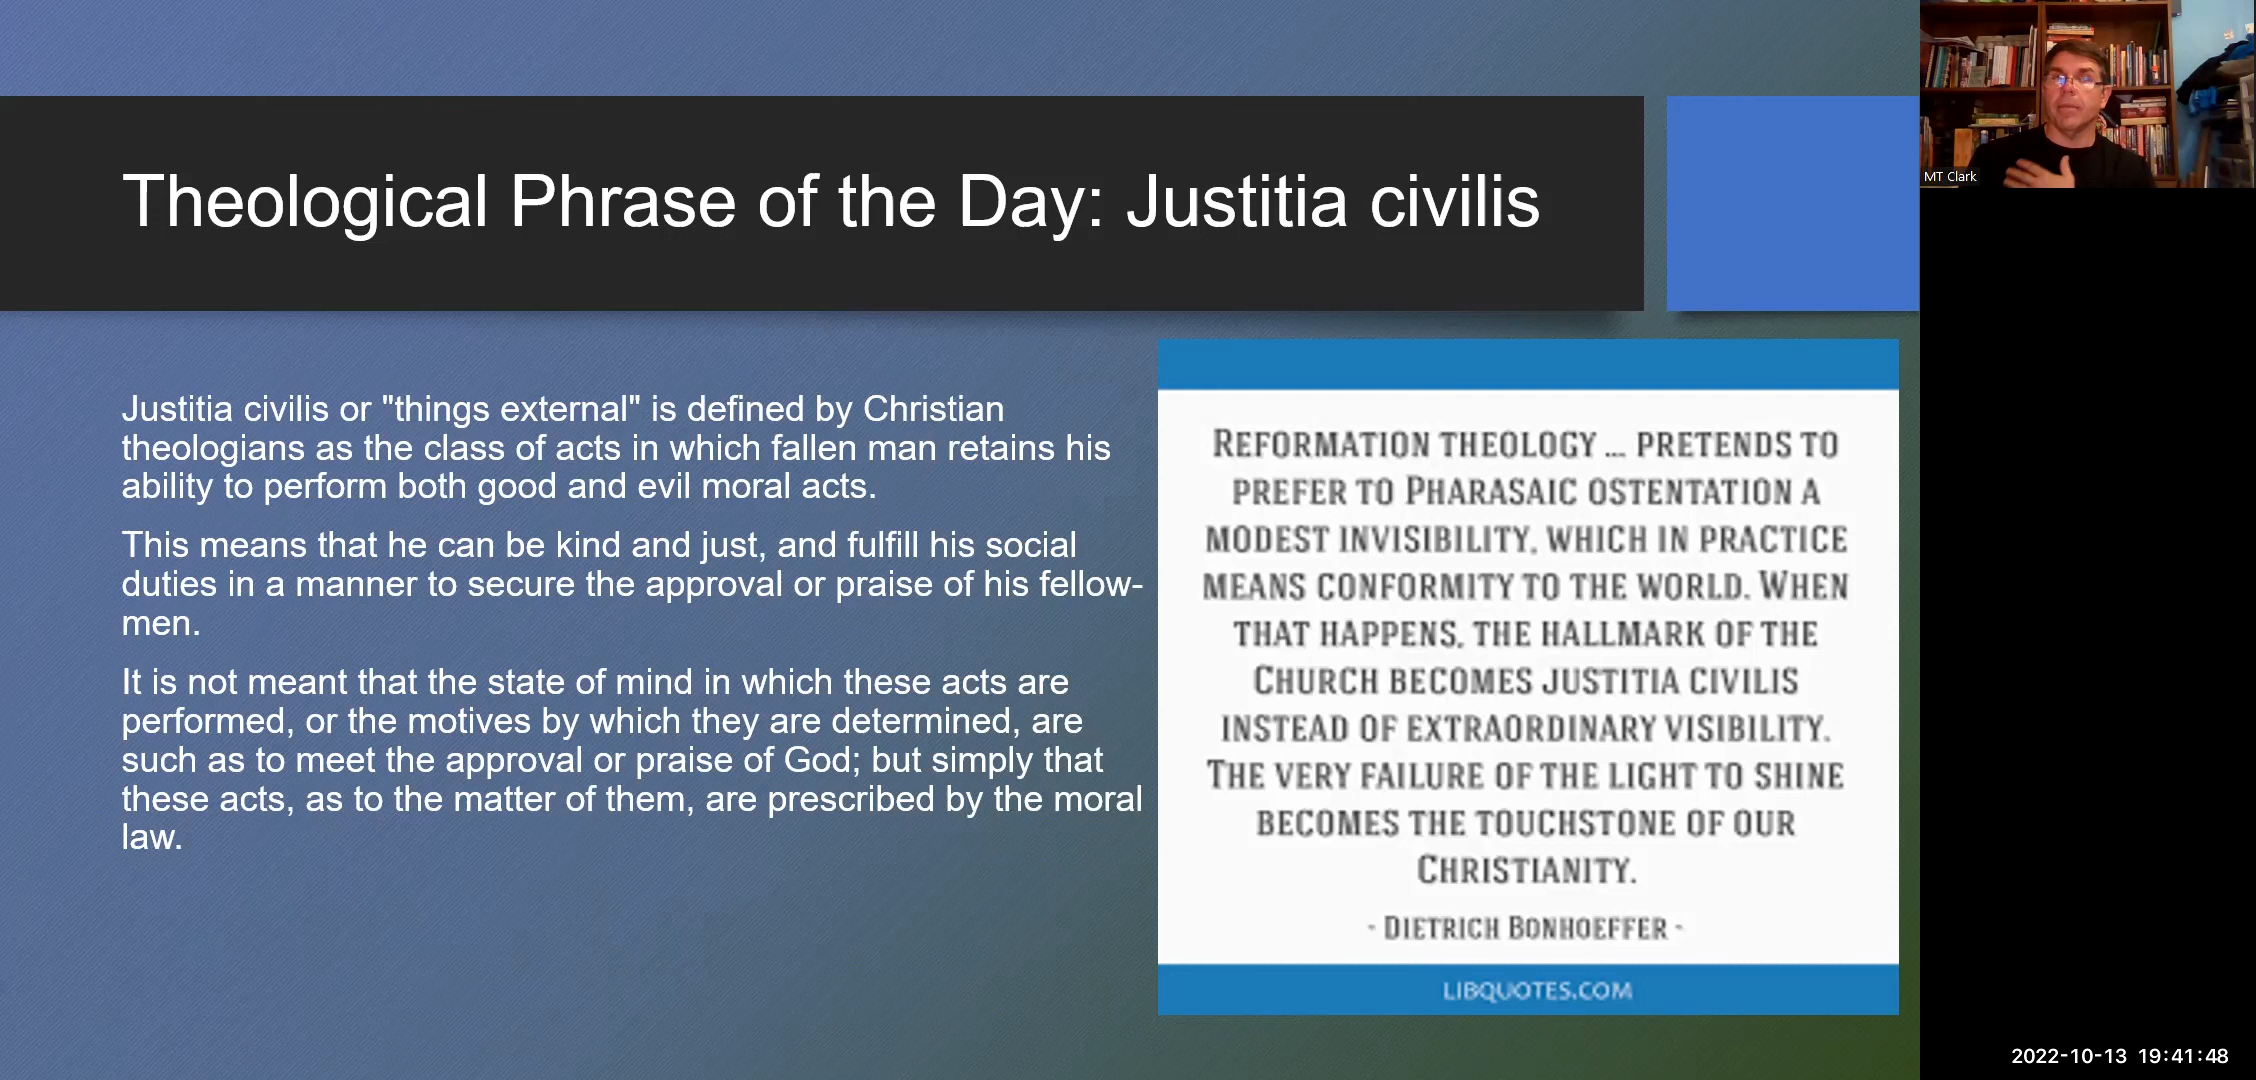 Theological Phrase of the Day: Justitia civilis
MT Clark
Justitia civilis or "things external" is defined by Christian
theologians as the class of acts in which fallen man retains his
ability to perform both good and evil moral acts.
This means that he can be kind and just, and fulfill his social
duties in a manner to secure the approval or praise of his fellow-
men.
It is not meant that the state of mind in which these acts are
performed, or the motives by which they are determined, are
such as to meet the approval or praise of God; but simply that
these acts, as to the matter of them, are prescribed by the moral
law.
Reformation theology ... pretends to
prefer to Pharasaic ostentation a
modest invisibility, which in practice
means conformity to the world. When
that happens, the hallmark of the
Church becomes justitia civilis
instead of extraordinary visibility.
The very failure of the light to shine
becomes the touchstone of our
Christianity.
- Dietrich Bonhoeffer -
LIBQUOTES.COM
2022-10-13 19:41:48